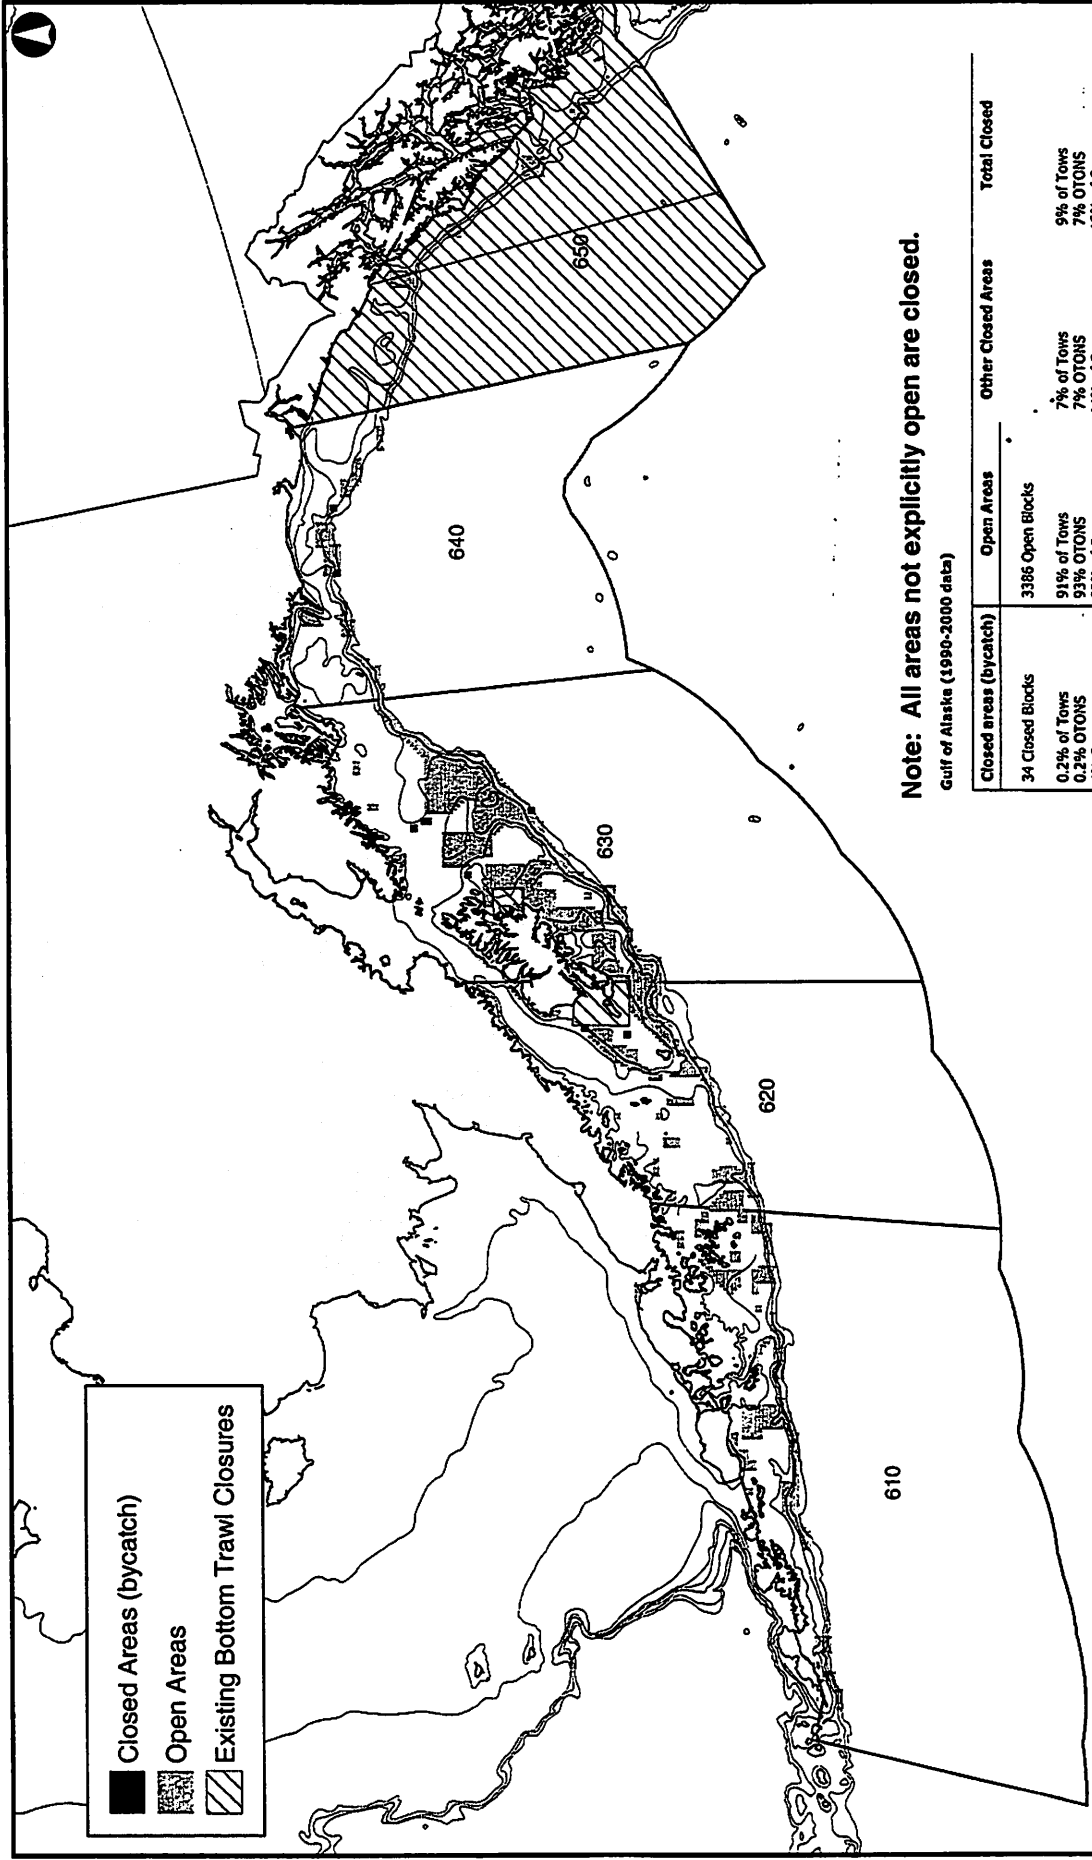 Closed Areas (bycatch)
Open Areas
Existing Bottom Trawl Closures
650
640
630
620
610
Note: All areas not explicitly open are closed.
Gulf of Alaska (1990-2000 data)
Closed areas (bycatch) Open Areas Other Closed Areas Total Closed
34 Closed Blocks 3386 Open Blocks
0.2% of Tows 91% of Tows 7% of Tows 9% of Tows
0.2% OTONS 93% OTONS 7% OTONS 7% OTONS